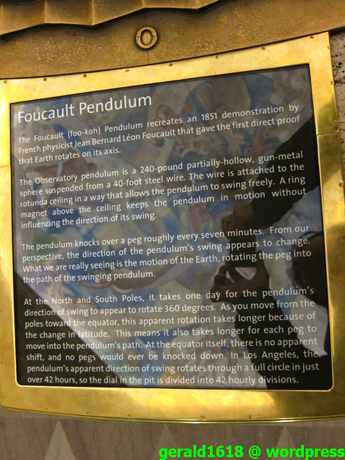 Foucault Pendulum
The Foucault (foo-koh) Pendulum recreates an 1851 demonstration by
French physicist Jean Bernard Léon Foucault that gave the first direct proof
that Earth rotates on its axis.
The Observatory pendulum is a 240-pound partially-hollow, gun-metal
sphere suspended from a 40-foot steel wire. The wire is attached to the
rotunda ceiling in a way that allows the pendulum to swing freely. A ring
magnet above the ceiling keeps the pendulum in motion without
influencing the direction of its swing.
The pendulum knocks over a peg roughly every seven minutes. From our
perspective, the direction of the pendulum's swing appears to change.
What we are really seeing is the motion of the Earth, rotating the peg into
the path of the swinging pendulum.
At the North and South Poles, it takes one day for the pendulum's
direction of swing to appear to rotate 360 degrees. As you move from the
poles toward the equator, this apparent rotation takes longer because of
the change in latitude. This means it also takes longer for each peg to
move into the pendulum's path. At the equator itself, there is no apparent
shift, and no pegs would ever be knocked down. In Los Angeles, the
pendulum's apparent direction of swing rotates through a full circle in just
over 42 hours, so the dial in the pit is divided into 42 hourly divisions.
gerald1618 @ wordpress